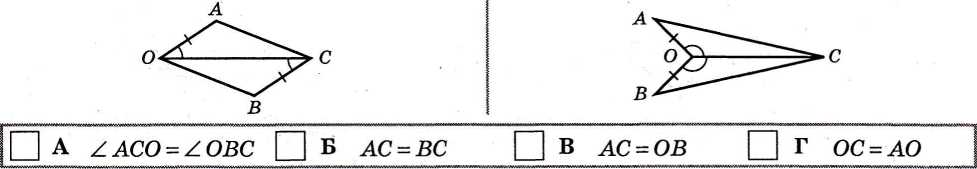 A
O
C
B
A
O
C
B
А ∠ACO = ∠OBC Б AC = BC В AC = OB Г OC = AO